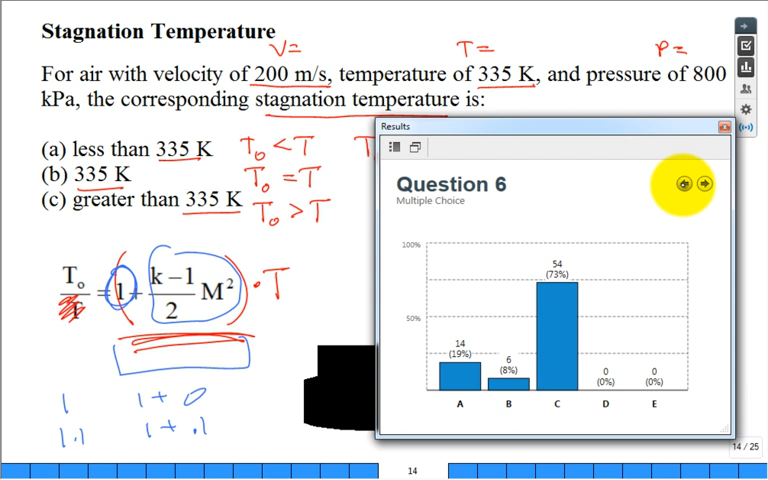 Stagnation Temperature
V= T= P=
For air with velocity of 200 m/s, temperature of 335 K, and pressure of 800
kPa, the corresponding stagnation temperature is:
(a) less than 335 K T₀ < T T
(b) 335 K T₀ = T
(c) greater than 335 K T₀ > T
T₀/T = (1 + k−1/2 M²) · T
1 1 + 0
1.1 1 + .1
Results
Question 6
Multiple Choice
100%
50%
14
(19%)
6
(8%)
54
(73%)
0
(0%)
0
(0%)
A B C D E
14 / 25
14